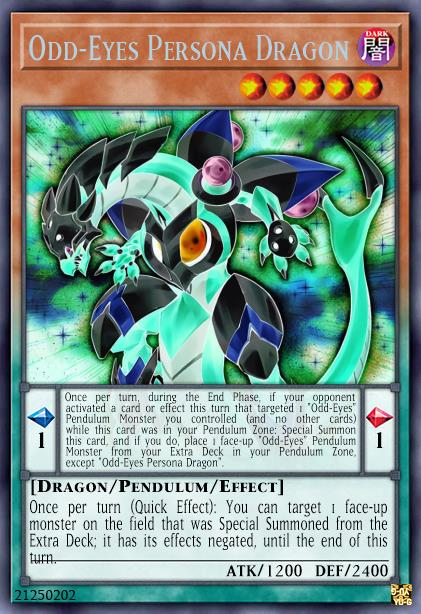 ODD-EYES PERSONA DRAGON
DARK
闇
Once per turn, during the End Phase, if your opponent
activated a card or effect this turn that targeted 1 "Odd-Eyes"
Pendulum Monster you controlled (and no other cards)
while this card was in your Pendulum Zone: Special Summon
this card, and if you do, place 1 face-up "Odd-Eyes" Pendulum
Monster from your Extra Deck in your Pendulum Zone,
except "Odd-Eyes Persona Dragon".
1
1
[DRAGON/PENDULUM/EFFECT]
Once per turn (Quick Effect): You can target 1 face-up
monster on the field that was Special Summoned from the
Extra Deck; it has its effects negated, until the end of this
turn.
ATK/1200 DEF/2400
21250202